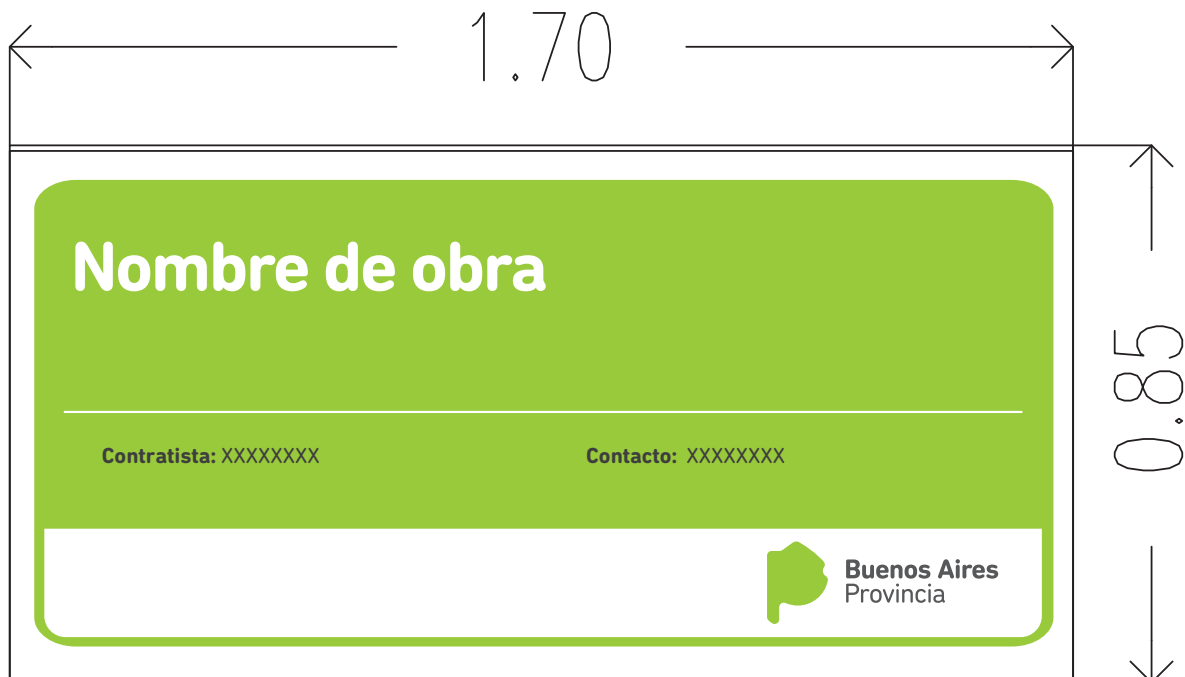 1.70
Nombre de obra
0.85
Contratista: XXXXXXXX
Contacto: XXXXXXXX
Buenos Aires
Provincia